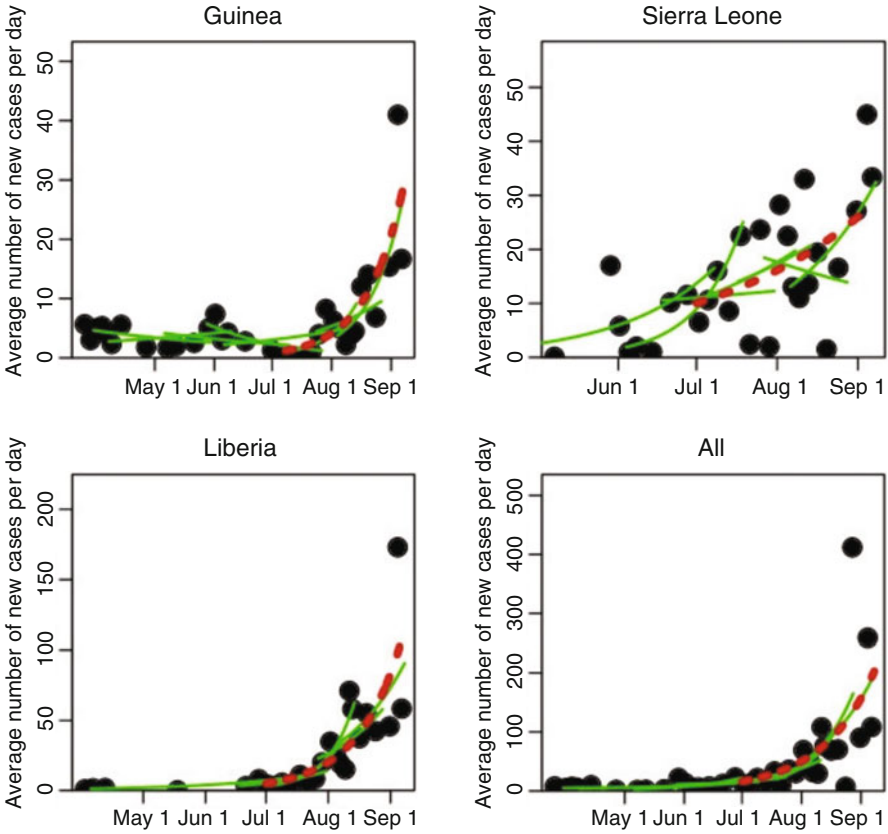 Guinea
Average number of new cases per day
50
40
30
20
10
0
May 1 Jun 1 Jul 1 Aug 1 Sep 1
Sierra Leone
Average number of new cases per day
50
40
30
20
10
0
Jun 1 Jul 1 Aug 1 Sep 1
Liberia
Average number of new cases per day
200
150
100
50
0
May 1 Jun 1 Jul 1 Aug 1 Sep 1
All
Average number of new cases per day
500
400
300
200
100
0
May 1 Jun 1 Jul 1 Aug 1 Sep 1